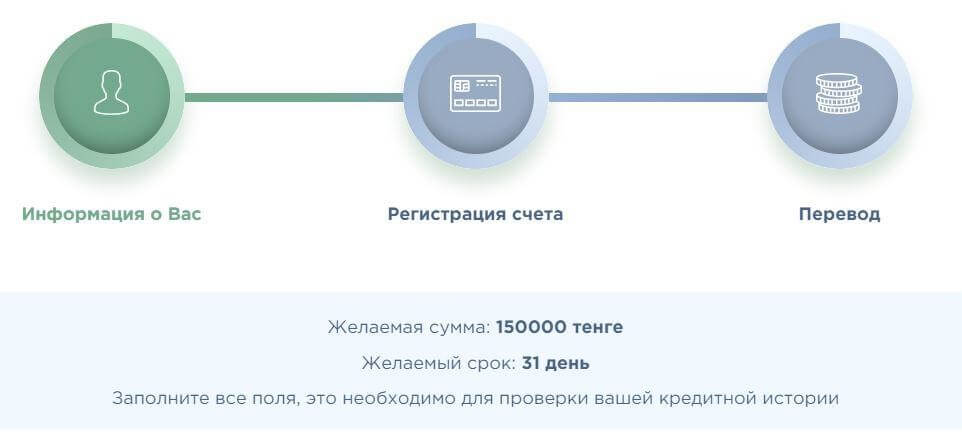 Информация о Вас
Регистрация счета
Перевод
Желаемая сумма: 150000 тенге
Желаемый срок: 31 день
Заполните все поля, это необходимо для проверки вашей кредитной истории